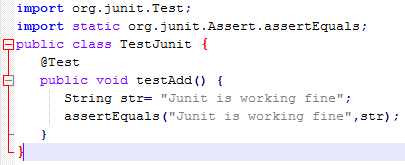 import org.junit.Test;
import static org.junit.Assert.assertEquals;
public class TestJunit {
@Test
public void testAdd() {
String str= "Junit is working fine";
assertEquals("Junit is working fine",str);
}
}